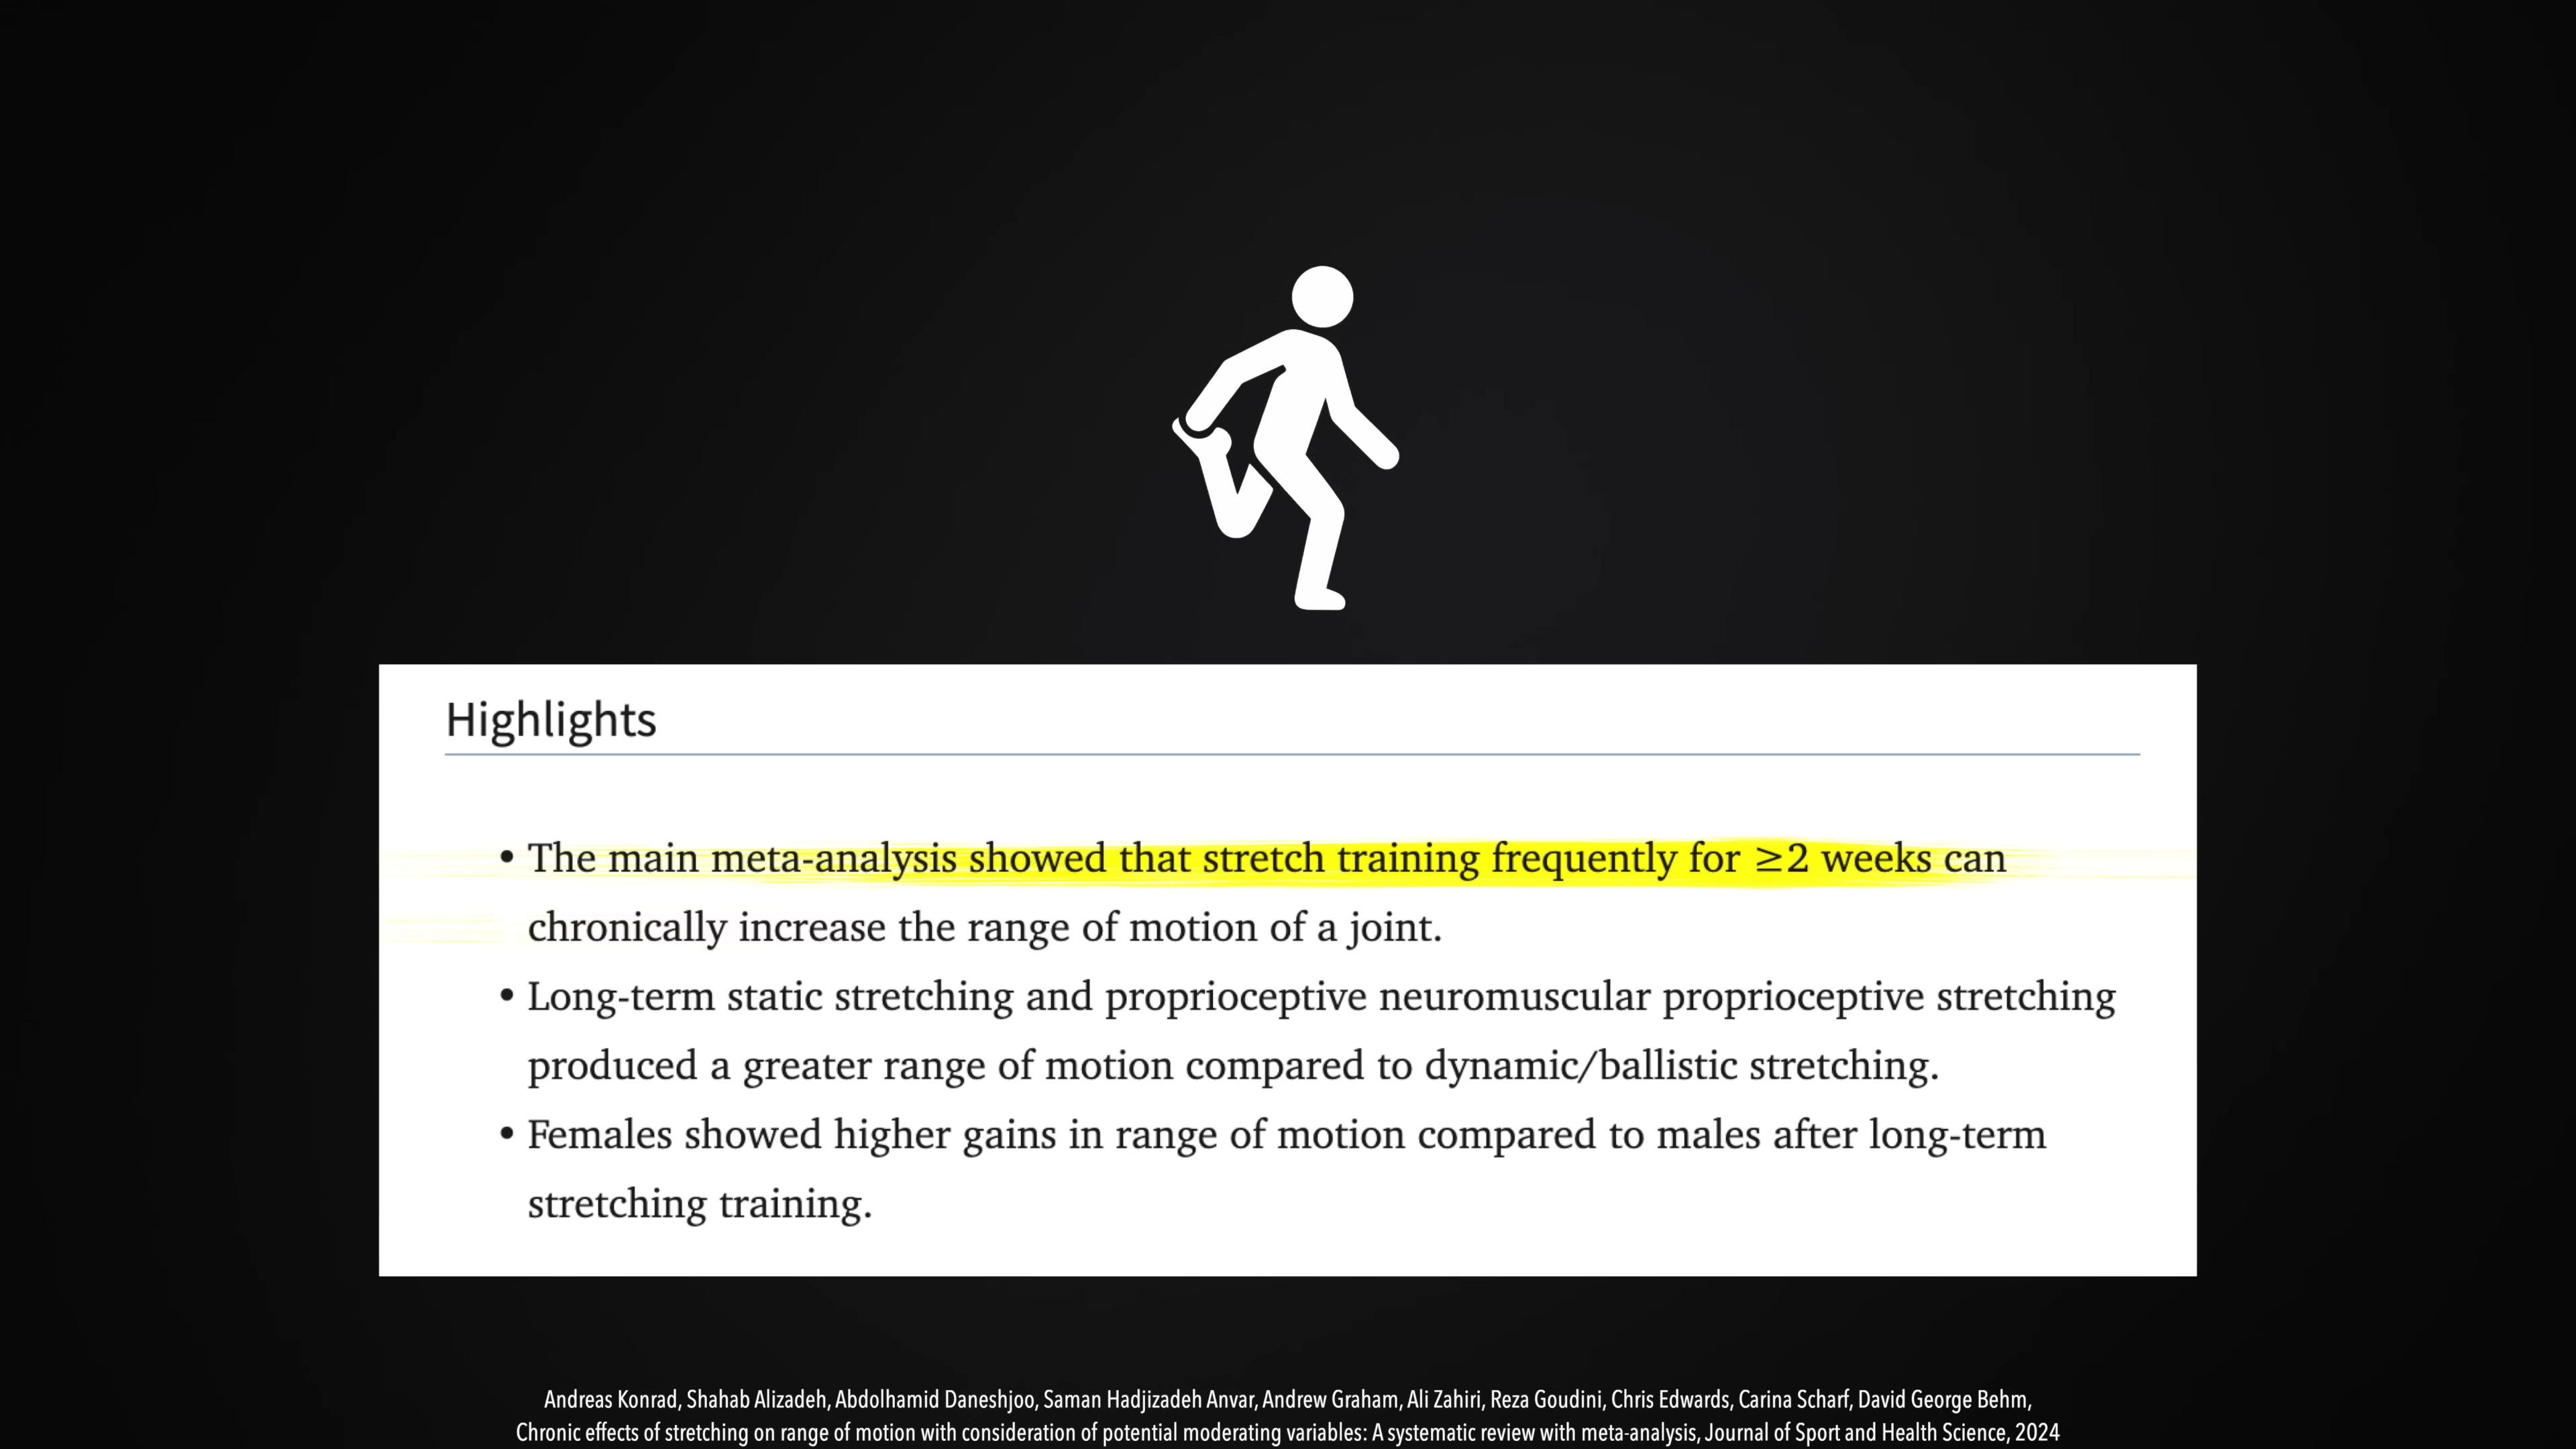 Highlights
• The main meta-analysis showed that stretch training frequently for ≥2 weeks can
chronically increase the range of motion of a joint.
• Long-term static stretching and proprioceptive neuromuscular proprioceptive stretching
produced a greater range of motion compared to dynamic/ballistic stretching.
• Females showed higher gains in range of motion compared to males after long-term
stretching training.
Andreas Konrad, Shahab Alizadeh, Abdolhamid Daneshjoo, Saman Hadjizadeh Anvar, Andrew Graham, Ali Zahiri, Reza Goudini, Chris Edwards, Carina Scharf, David George Behm,
Chronic effects of stretching on range of motion with consideration of potential moderating variables: A systematic review with meta-analysis, Journal of Sport and Health Science, 2024